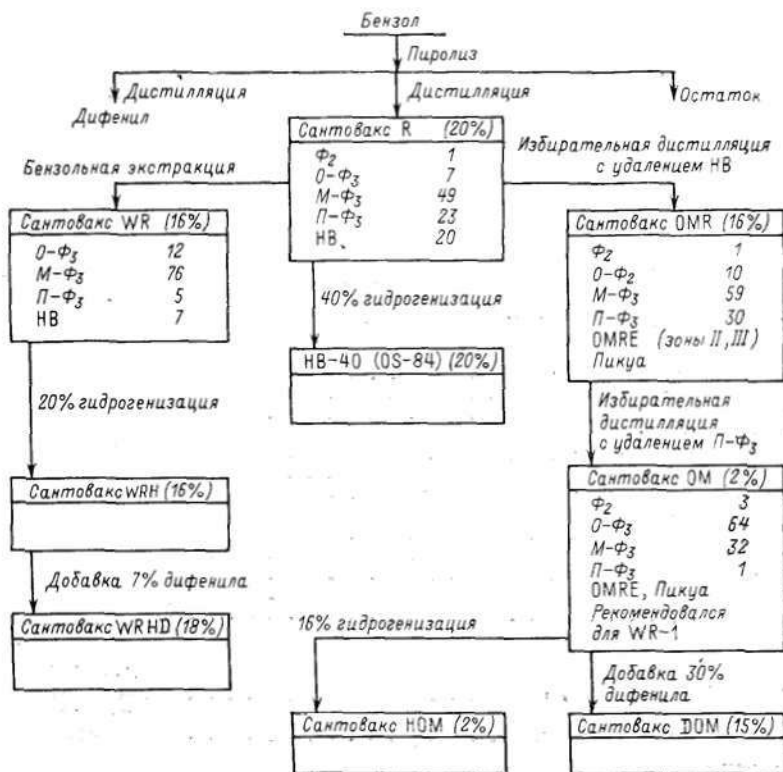 Бензол
Пиролиз
Дистилляция
Дифенил
Дистилляция
Остаток
Сантовакс R (20%)
Ф₂ 1
О-Ф₃ 7
М-Ф₃ 49
П-Ф₃ 23
НВ 20
Бензольная экстракция
Избирательная дистилляция
с удалением НВ
Сантовакс WR (16%)
О-Ф₃ 12
М-Ф₃ 76
П-Ф₃ 5
НВ 7
Сантовакс OMR (16%)
Ф₂ 1
О-Ф₂ 10
М-Ф₃ 59
П-Ф₃ 30
OMRE (зоны II, III)
Пикуа
40% гидрогенизация
НВ-40 (OS-84) (20%)
20% гидрогенизация
Избирательная
дистилляция
с удалением П-Ф₃
Сантовакс WRH (16%)
Сантовакс OM (2%)
Ф₂ 3
О-Ф₃ 64
М-Ф₃ 32
П-Ф₃ 1
OMRE, Пикуа
Рекомендовался
для WR-1
Добавка 7% дифенила
Сантовакс WRHD (18%)
16% гидрогенизация
Добавка 30%
дифенила
Сантовакс HOM (2%)
Сантовакс DOM (15%)